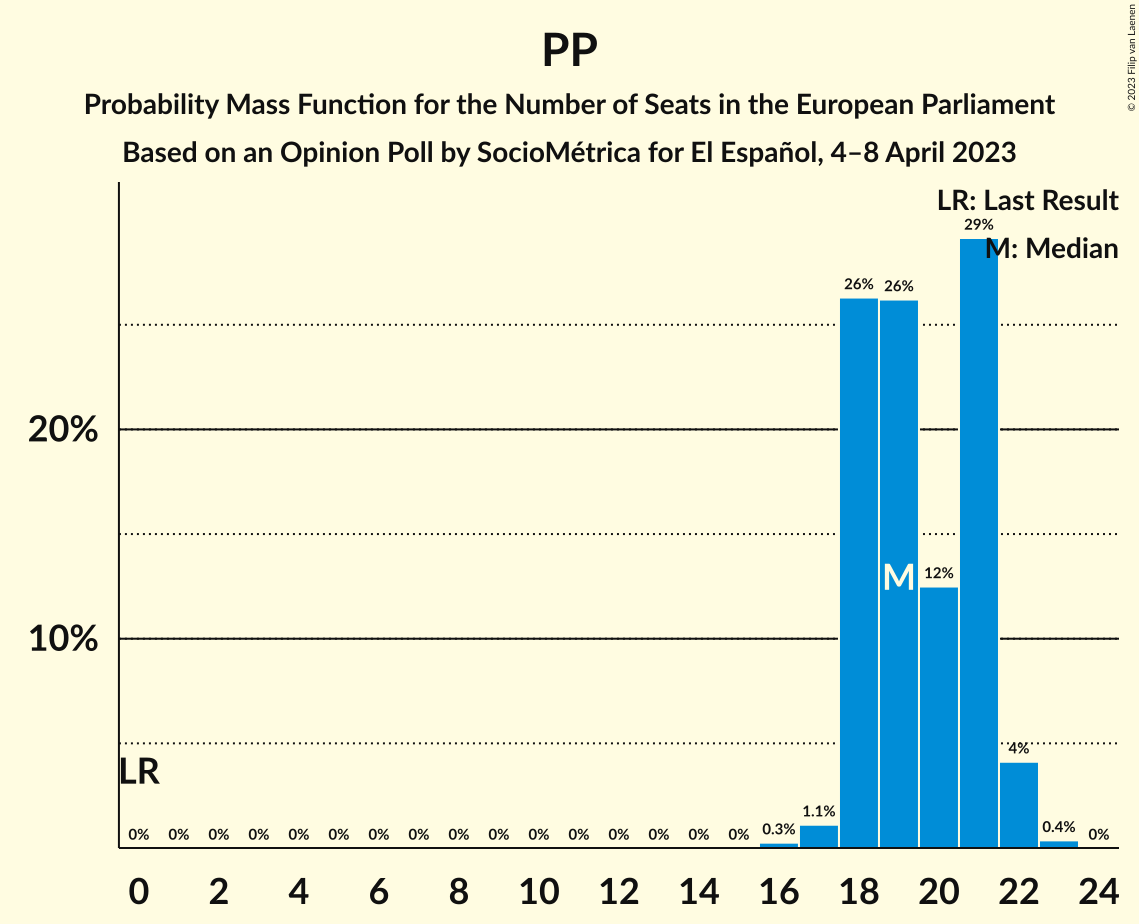 PP
Probability Mass Function for the Number of Seats in the European Parliament
Based on an Opinion Poll by SocioMétrica for El Español, 4–8 April 2023
© 2023 Filip van Laenen
LR: Last Result
M: Median
29%
26%
26%
20%
M
12%
10%
4%
LR
1.1%
0% 0% 0% 0% 0% 0% 0% 0% 0% 0% 0% 0% 0% 0% 0% 0% 0.3% 0.4% 0%
0 2 4 6 8 10 12 14 16 18 20 22 24